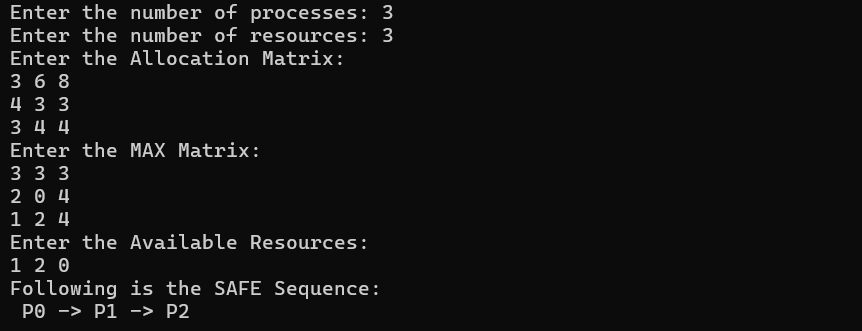 Enter the number of processes: 3
Enter the number of resources: 3
Enter the Allocation Matrix:
3 6 8
4 3 3
3 4 4
Enter the MAX Matrix:
3 3 3
2 0 4
1 2 4
Enter the Available Resources:
1 2 0
Following is the SAFE Sequence:
 P0 -> P1 -> P2